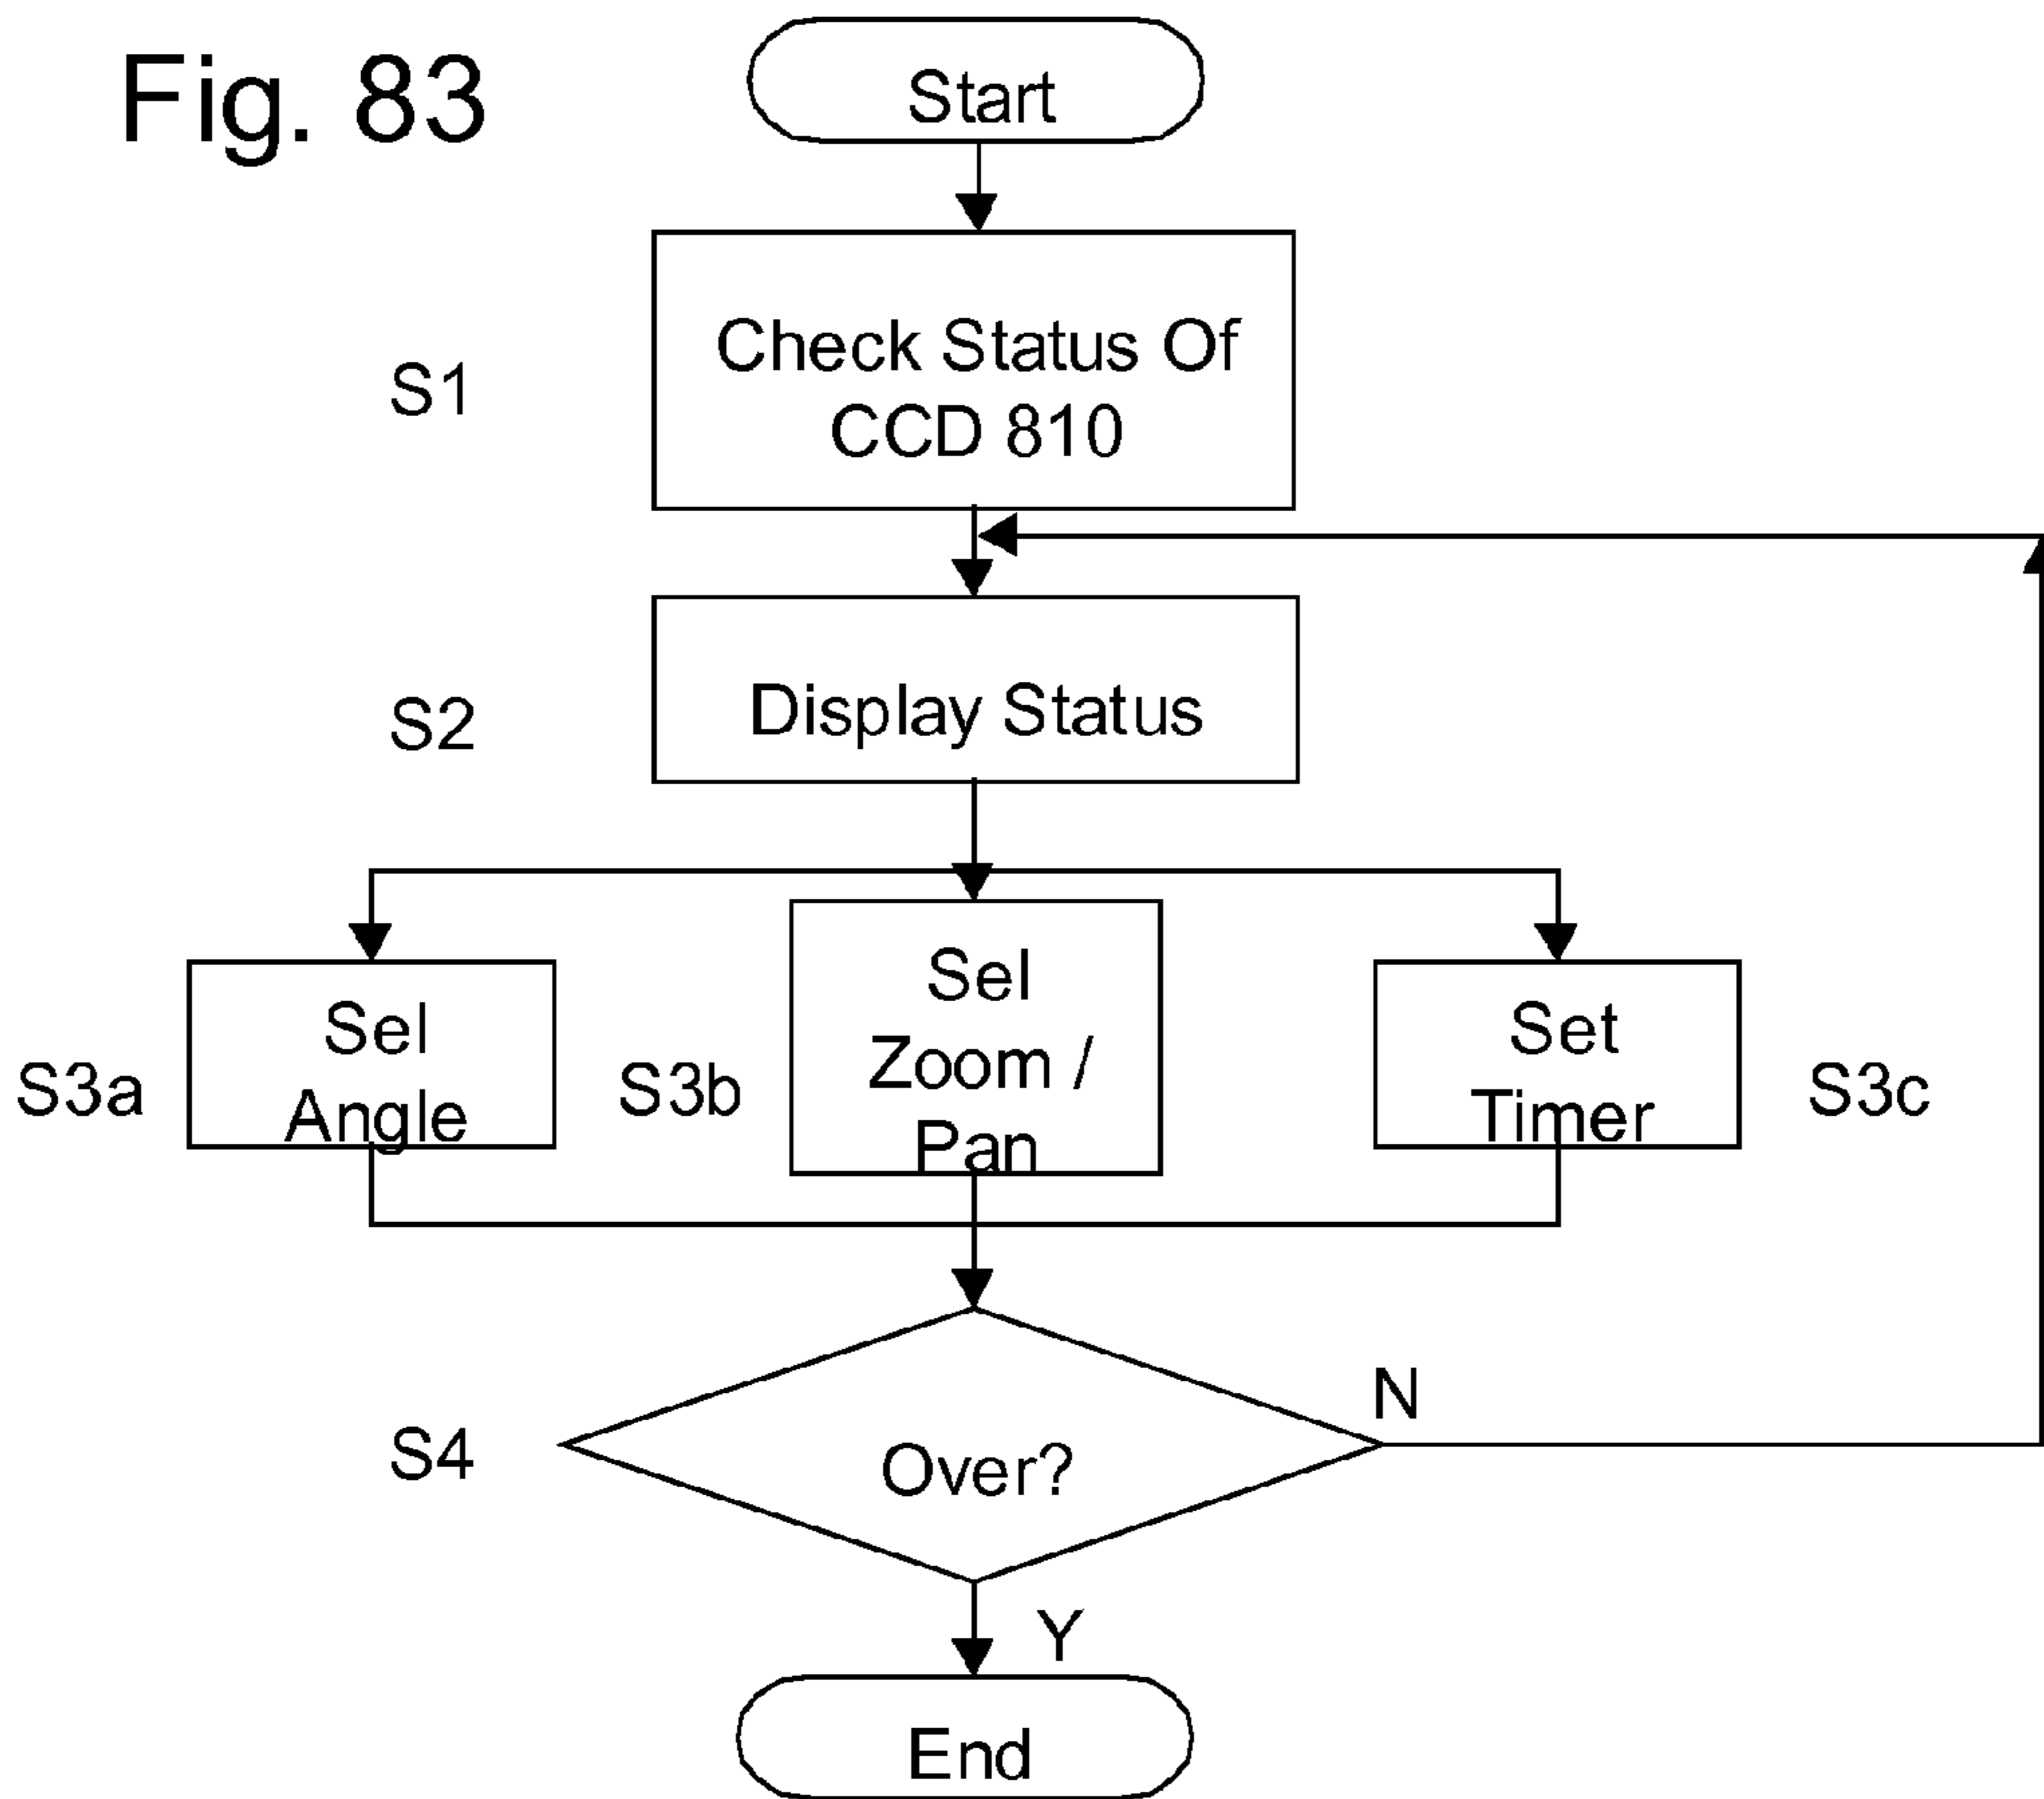 Fig. 83
Start
S1
Check Status Of
CCD 810
S2
Display Status
S3a
Sel
Angle
S3b
Sel
Zoom /
Pan
Set
Timer
S3c
S4
Over?
N
Y
End